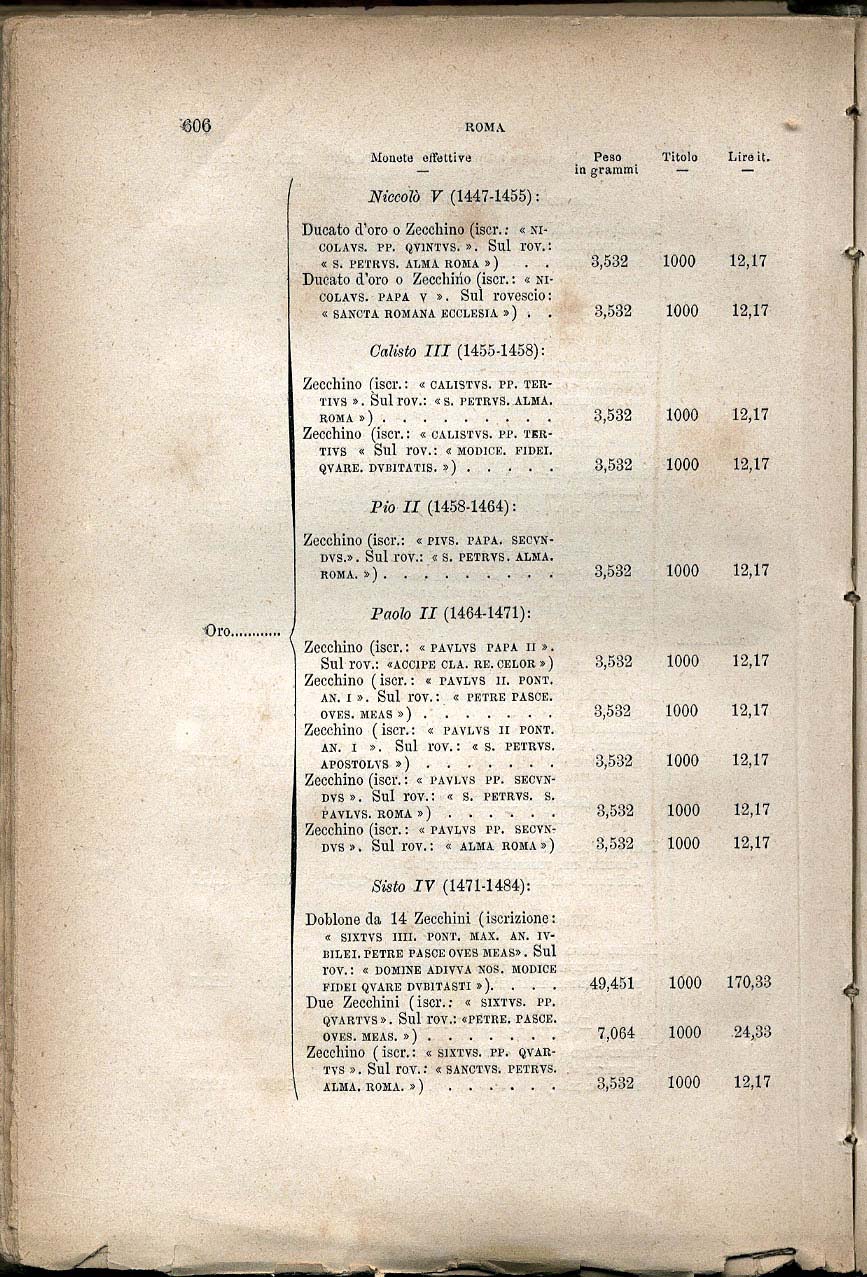 606
ROMA
Monete effettive Peso in grammi Titolo Lire it.
Niccolò V (1447-1455):
Ducato d'oro o Zecchino (iscr.: « NI-
COLAVS. PP. QVINTVS. ». Sul rov.:
« S. PETRVS. ALMA ROMA ») . . 3,532 1000 12,17
Ducato d'oro o Zecchino (iscr.: « NI-
COLAVS. PAPA V ». Sul rovescio:
« SANCTA ROMANA ECCLESIA ») . . 3,532 1000 12,17
Calisto III (1455-1458):
Zecchino (iscr.: « CALISTVS. PP. TER-
TIVS ». Sul rov.: « S. PETRVS. ALMA.
ROMA ») . . . . . . . . . 3,532 1000 12,17
Zecchino (iscr.: « CALISTVS. PP. TER-
TIVS « Sul rov.: « MODICE. FIDEI.
QVARE. DVBITATIS. ») . . . . . 3,532 1000 12,17
Pio II (1458-1464):
Zecchino (iscr.: « PIVS. PAPA. SECVN-
DVS.». Sul rov.: « S. PETRVS. ALMA.
ROMA. ») . . . . . . . . . 3,532 1000 12,17
Oro............
Paolo II (1464-1471):
Zecchino (iscr.: « PAVLVS PAPA II ».
Sul rov.: «ACCIPE CLA. RE. CELOR ») 3,532 1000 12,17
Zecchino (iscr.: « PAVLVS II. PONT.
AN. I ». Sul rov.: « PETRE PASCE.
OVES. MEAS ») . . . . . . . 3,532 1000 12,17
Zecchino (iscr.: « PAVLVS II PONT.
AN. I ». Sul rov.: « S. PETRVS.
APOSTOLVS ») . . . . . . . 3,532 1000 12,17
Zecchino (iscr.: « PAVLVS PP. SECVN-
DVS ». Sul rov.: « S. PETRVS. S.
PAVLVS. ROMA ») . . . . . . 3,532 1000 12,17
Zecchino (iscr.: « PAVLVS PP. SECVN-
DVS ». Sul rov.: « ALMA ROMA ») 3,532 1000 12,17
Sisto IV (1471-1484):
Doblone da 14 Zecchini (iscrizione:
« SIXTVS IIII. PONT. MAX. AN. IV-
BILEI. PETRE PASCE OVES MEAS». Sul
rov.: « DOMINE ADIVVA NOS. MODICE
FIDEI QVARE DVBITASTI »). . . . 49,451 1000 170,33
Due Zecchini (iscr.: « SIXTVS. PP.
QVARTVS». Sul rov.: «PETRE. PASCE.
OVES. MEAS. ») . . . . . . . 7,064 1000 24,33
Zecchino (iscr.: « SIXTVS. PP. QVAR-
TVS ». Sul rov.: « SANCTVS. PETRVS.
ALMA. ROMA. ») . . . . . . 3,532 1000 12,17